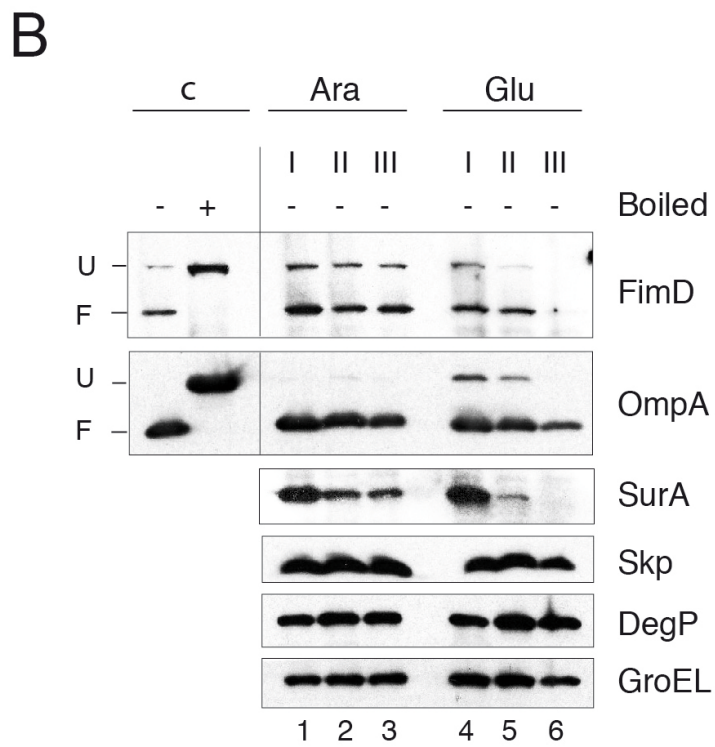 B
c Ara Glu
I II III I II III
- + - - - - - - Boiled
U – FimD
F –
U – OmpA
F –
SurA
Skp
DegP
GroEL
1 2 3 4 5 6